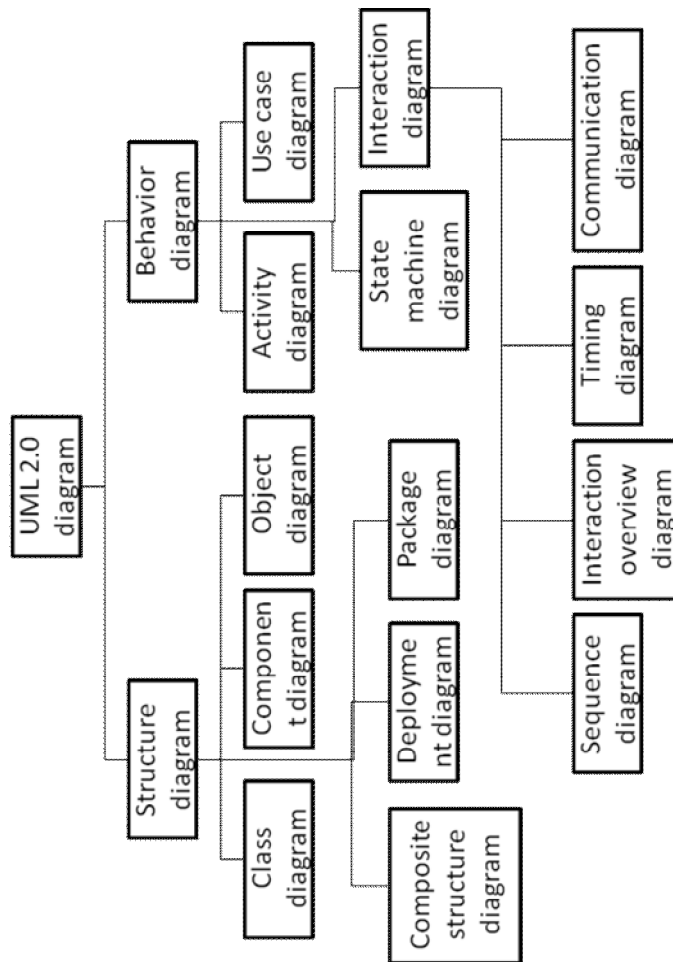 UML 2.0
diagram
Structure
diagram
Behavior
diagram
Class
diagram
Componen
t diagram
Object
diagram
Activity
diagram
Use case
diagram
Composite
structure
diagram
Deployme
nt diagram
Package
diagram
State
machine
diagram
Interaction
diagram
Sequence
diagram
Interaction
overview
diagram
Timing
diagram
Communication
diagram